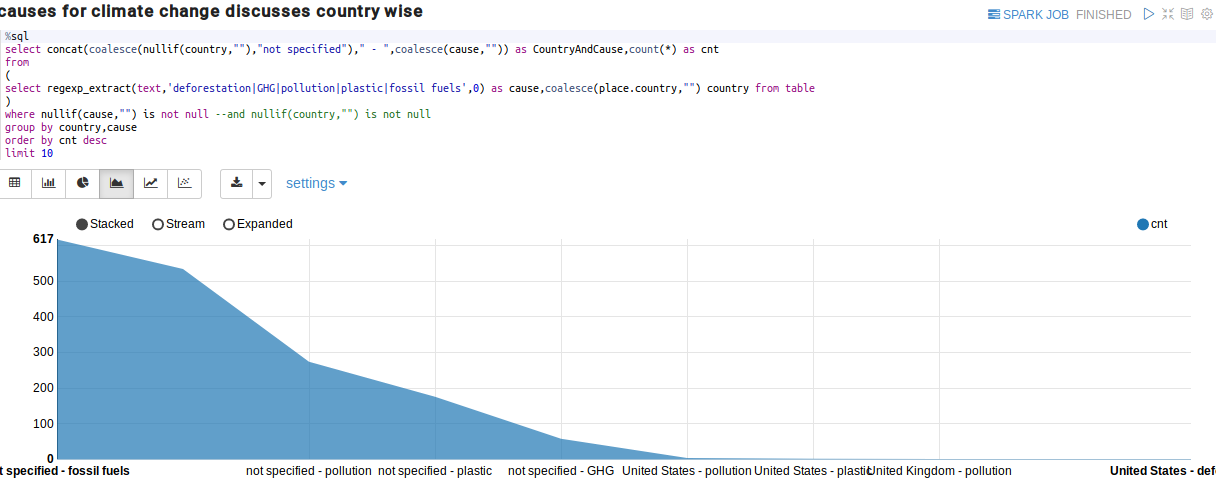 causes for climate change discusses country wise
SPARK JOB FINISHED
%sql
select concat(coalesce(nullif(country,""),"not specified")," - ",coalesce(cause,"")) as CountryAndCause,count(*) as cnt
from
(
select regexp_extract(text,'deforestation|GHG|pollution|plastic|fossil fuels',0) as cause,coalesce(place.country,"") country from table
)
where nullif(cause,"") is not null --and nullif(country,"") is not null
group by country,cause
order by cnt desc
limit 10
settings
Stacked Stream Expanded cnt
617
500
400
300
200
100
0
t specified - fossil fuels not specified - pollution not specified - plastic not specified - GHG United States - pollution United States - plastic United Kingdom - pollution United States - def